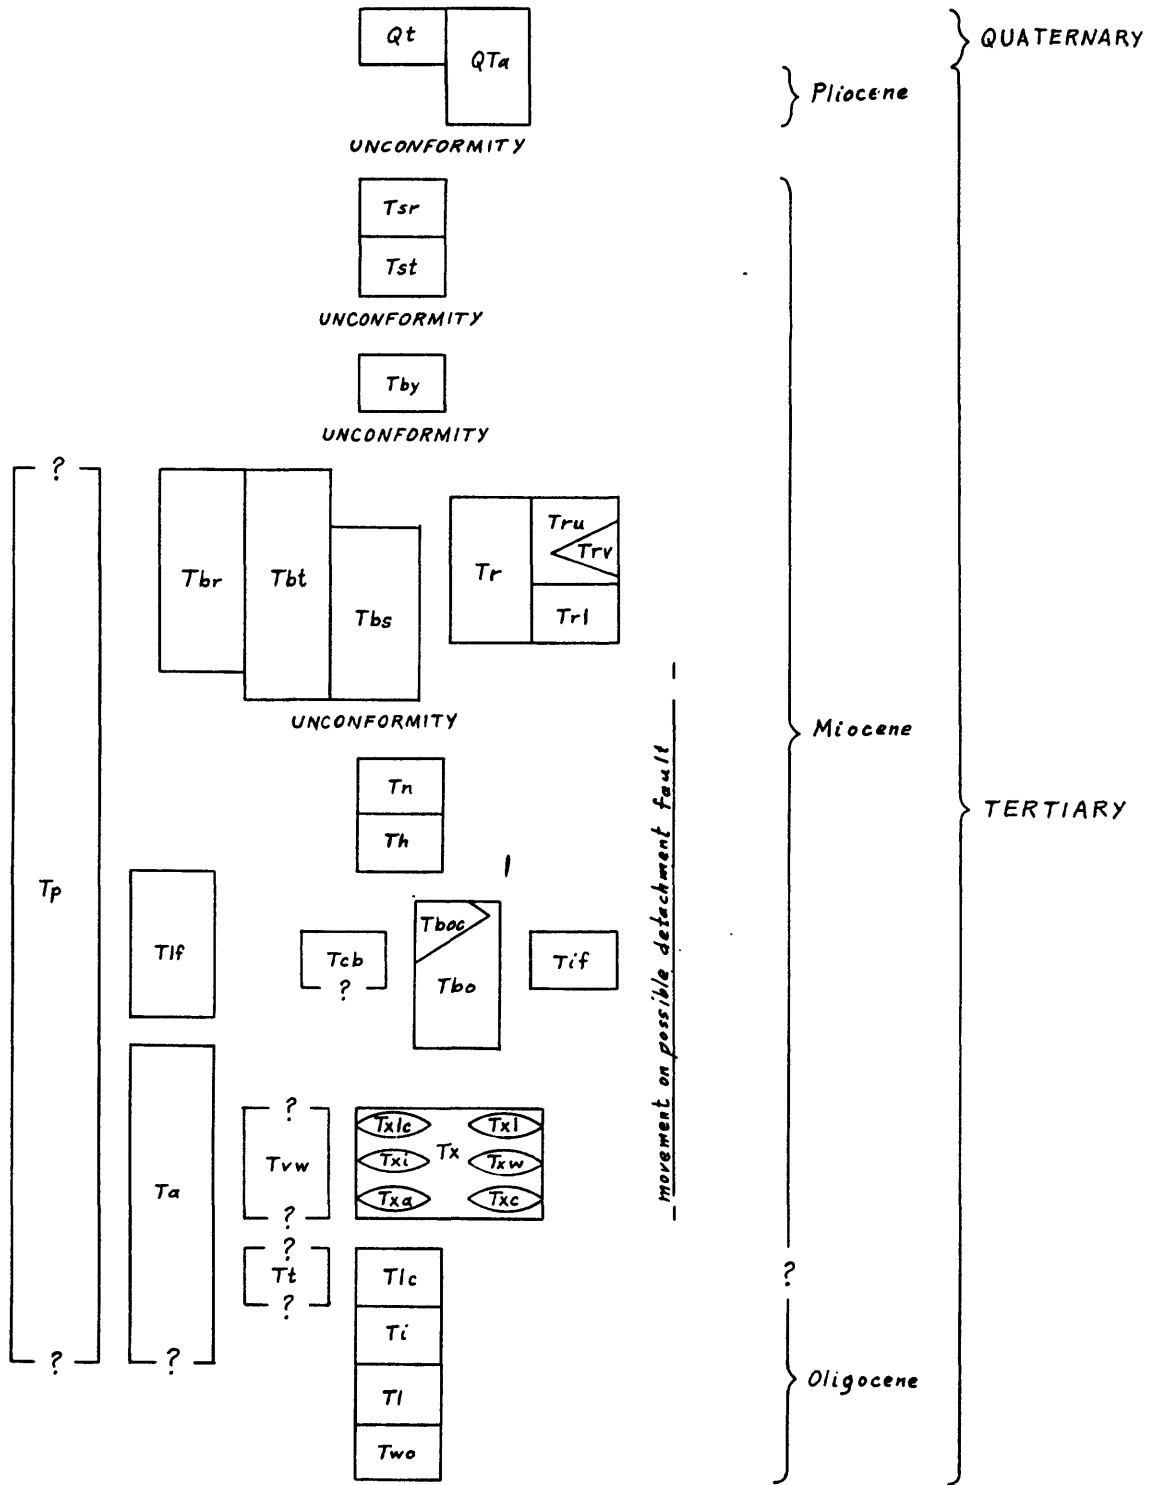 Qt
QTa
QUATERNARY
Pliocene
UNCONFORMITY
Tsr
Tst
UNCONFORMITY
Tby
UNCONFORMITY
?
Tbr
Tbt
Tbs
Tr
Tru
Trv
Trl
UNCONFORMITY
Miocene
Tn
Th
TERTIARY
Tp
Tlf
Tcb
?
Tboc
Tbo
Tif
movement on possible detachment fault
?
Tvw
?
Txlc
Txl
Tx
Txi
Txw
Txa
Txc
Ta
?
Tt
?
Tlc
?
Ti
?
?
Oligocene
Tl
Two